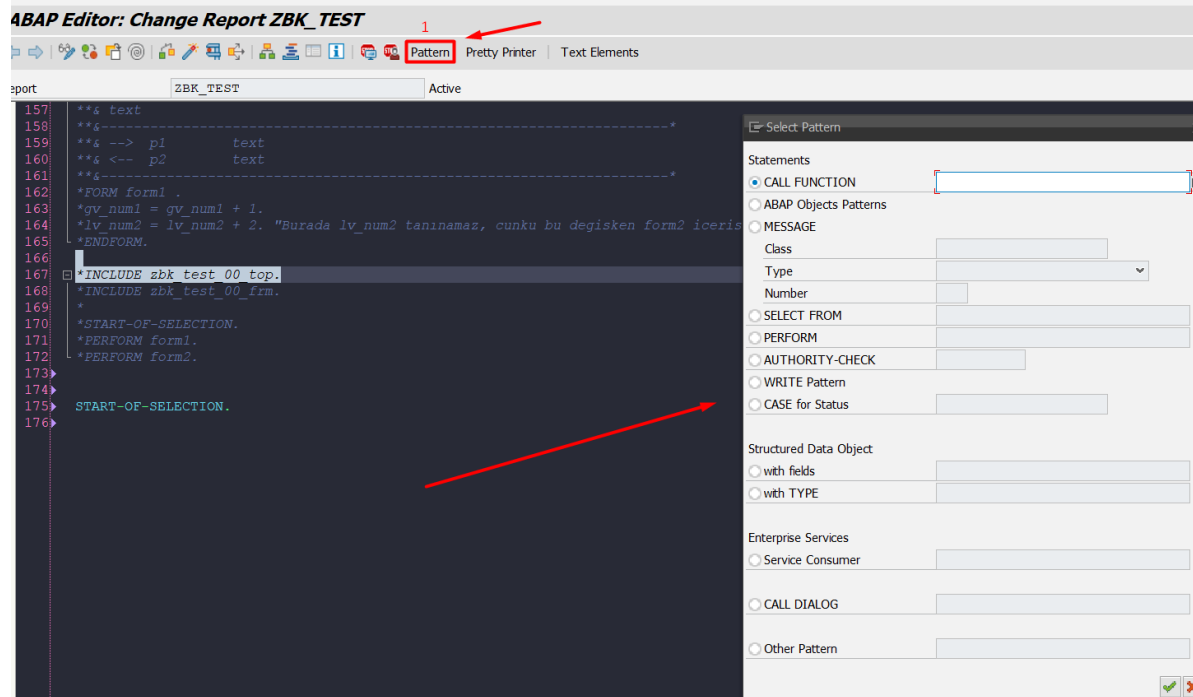 ABAP Editor: Change Report ZBK_TEST
1
Pattern Pretty Printer Text Elements
eport ZBK_TEST Active
157 **& text
158 **&---------------------------------------------------------------------*
159 **& --> p1 text
160 **& <-- p2 text
161 **&---------------------------------------------------------------------*
162 *FORM form1 .
163 *gv_num1 = gv_num1 + 1.
164 *lv_num2 = lv_num2 + 2. "Burada lv_num2 tanınamaz, cunku bu degisken form2 iceris
165 *ENDFORM.
166
167 *INCLUDE zbk_test_00_top.
168 *INCLUDE zbk_test_00_frm.
169 *
170 *START-OF-SELECTION.
171 *PERFORM form1.
172 *PERFORM form2.
173
174
175 START-OF-SELECTION.
176
Select Pattern
Statements
CALL FUNCTION
ABAP Objects Patterns
MESSAGE
Class
Type
Number
SELECT FROM
PERFORM
AUTHORITY-CHECK
WRITE Pattern
CASE for Status
Structured Data Object
with fields
with TYPE
Enterprise Services
Service Consumer
CALL DIALOG
Other Pattern